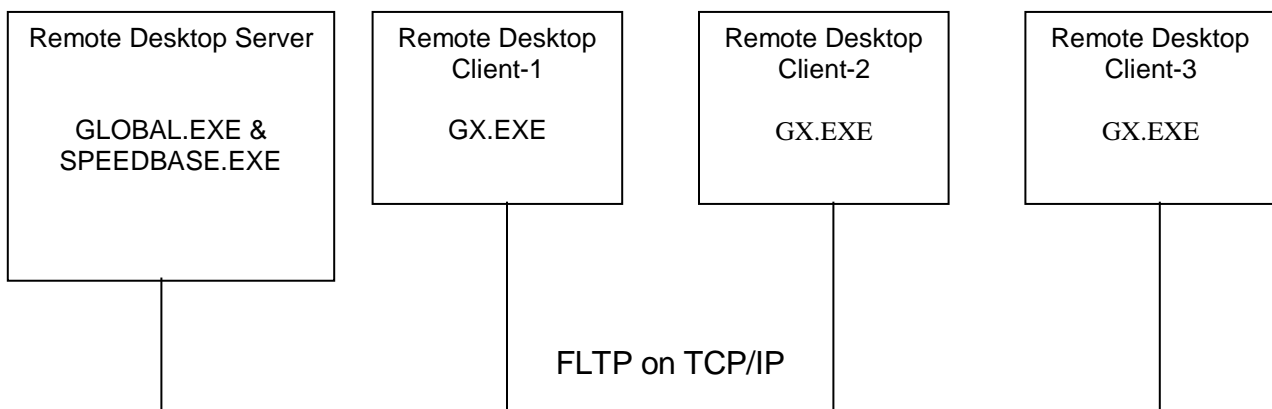 Remote Desktop Server
GLOBAL.EXE &
SPEEDBASE.EXE
Remote Desktop
Client-1
GX.EXE
Remote Desktop
Client-2
GX.EXE
Remote Desktop
Client-3
GX.EXE
FLTP on TCP/IP